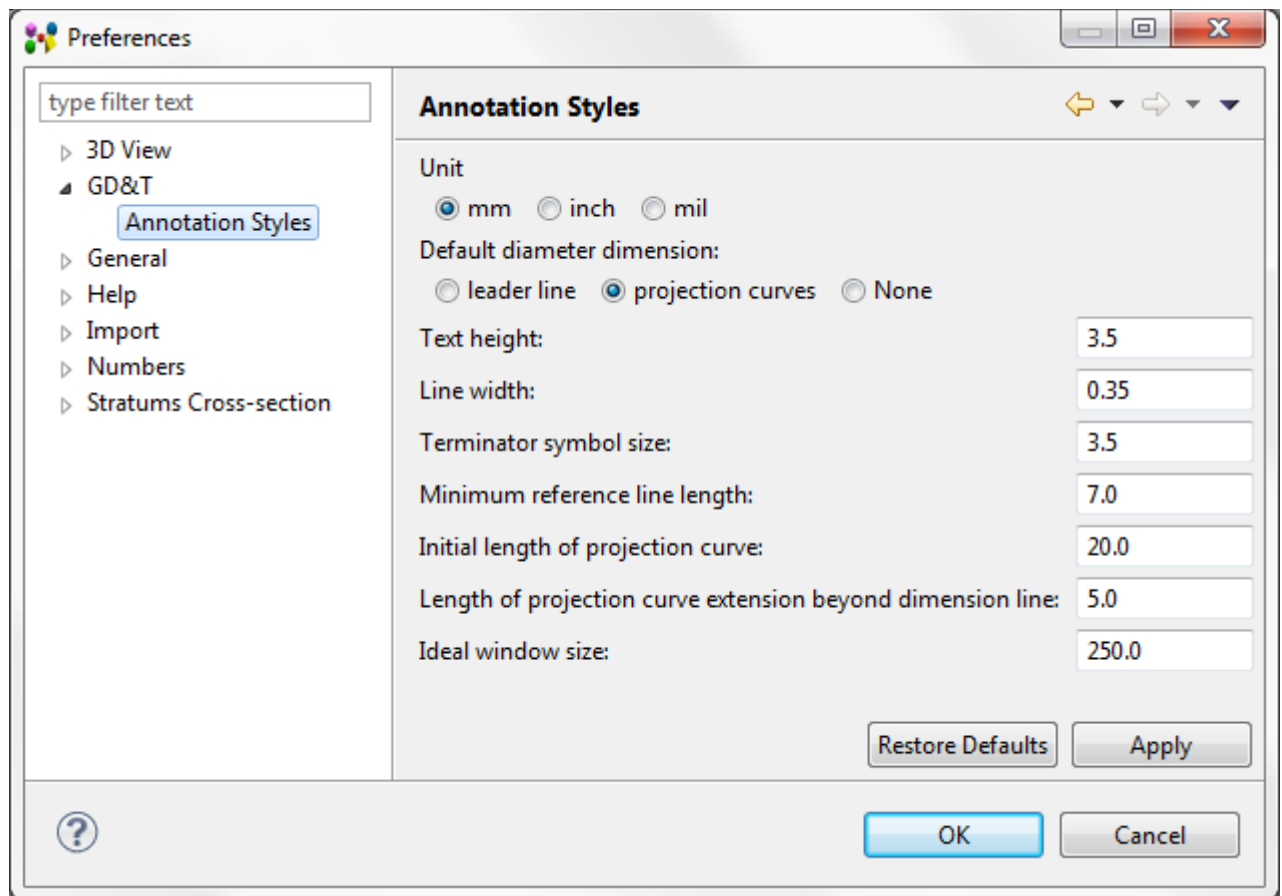 Preferences
type filter text
3D View
GD&T
Annotation Styles
General
Help
Import
Numbers
Stratums Cross-section
Annotation Styles
Unit
mm inch mil
Default diameter dimension:
leader line projection curves None
Text height: 3.5
Line width: 0.35
Terminator symbol size: 3.5
Minimum reference line length: 7.0
Initial length of projection curve: 20.0
Length of projection curve extension beyond dimension line: 5.0
Ideal window size: 250.0
Restore Defaults Apply
? OK Cancel